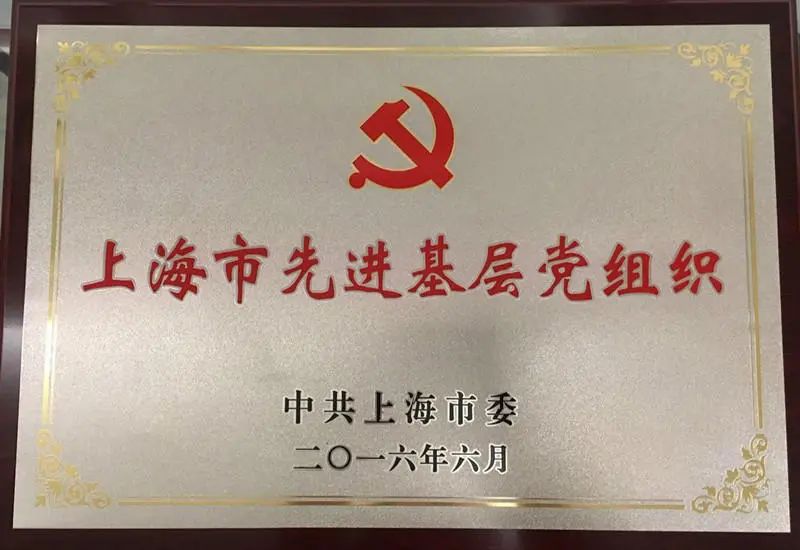 上海市先进基层党组织
中共上海市委
二〇一六年六月